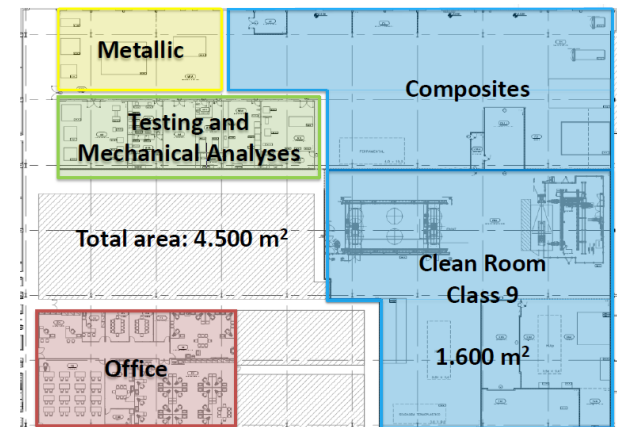 Metallic
Composites
Testing and
Mechanical Analyses
Total area: 4.500 m²
Clean Room
Class 9
1.600 m²
Office